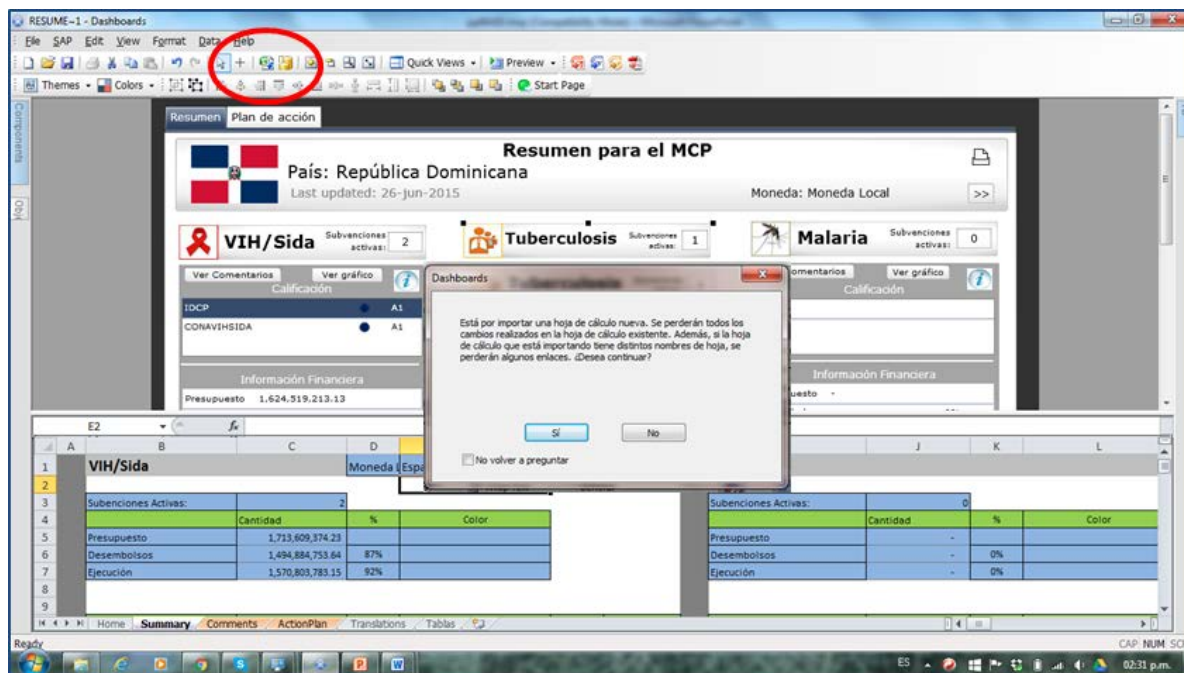 RESUME~1 - Dashboards
File SAP Edit View Format Data Help
Quick Views Preview
Themes Colors Start Page
Components
Resumen Plan de acción
Resumen para el MCP
País: República Dominicana
Last updated: 26-jun-2015
Moneda: Moneda Local
>>
VIH/Sida Subvenciones activas: 2
Tuberculosis Subvenciones activas: 1
Malaria Subvenciones activas: 0
Ver Comentarios Ver gráfico
Calificación
IDCP A1
CONAVIHSIDA A1
Información Financiera
Presupuesto 1,624,519,213.13
omentarios Ver gráfico
Calificación
Información Financiera
uesto -
Dashboards
Está por importar una hoja de cálculo nueva. Se perderán todos los
cambios realizados en la hoja de cálculo existente. Además, si la hoja
de cálculo que está importando tiene distintos nombres de hoja, se
perderán algunos enlaces. ¿Desea continuar?
Sí No
No volver a preguntar
E2 fx
A B C D J K L
1 VIH/Sida Moneda L Espa
2
3 Subenciones Activas: 2 Subenciones Activas: 0
4 Cantidad % Color Cantidad % Color
5 Presupuesto 1,713,609,374.23 Presupuesto -
6 Desembolsos 1,494,884,753.64 87% Desembolsos - 0%
7 Ejecución 1,570,803,783.15 92% Ejecución - 0%
8
9
Home Summary Comments ActionPlan Translations Tablas
Ready CAP NUM SC
ES 02:31 p.m.